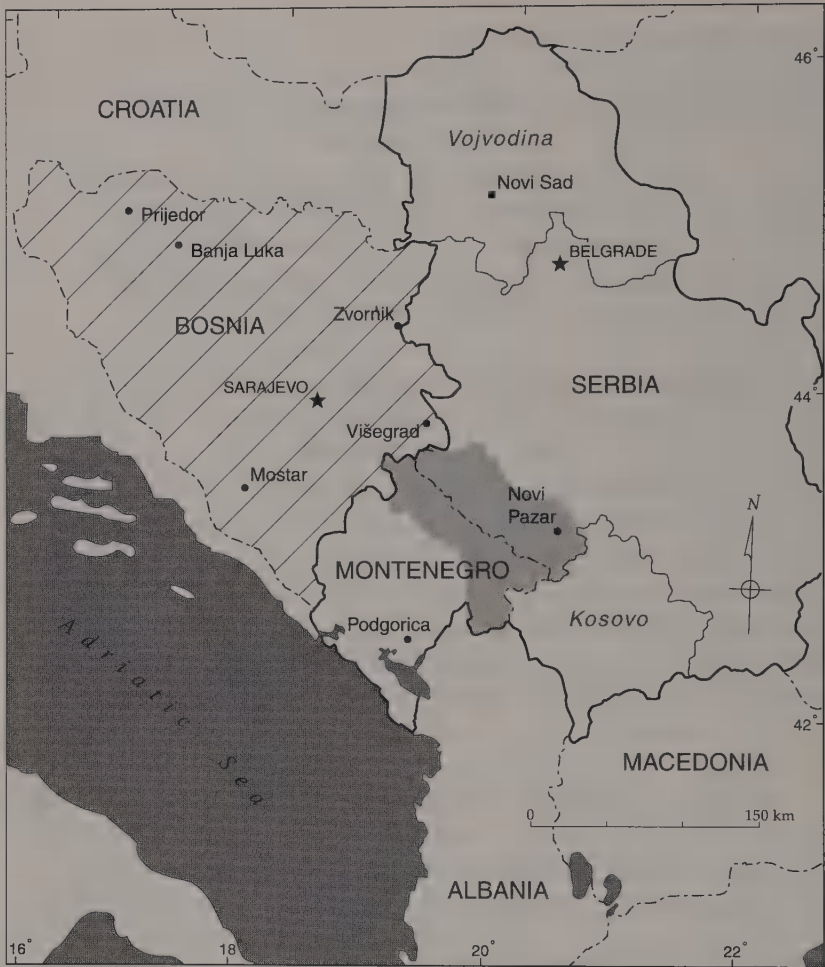 46°
CROATIA
Vojvodina
Novi Sad
Prijedor
Banja Luka
BELGRADE
Zvornik
BOSNIA
SERBIA
SARAJEVO
44°
Višegrad
Mostar
Novi
Pazar
N
MONTENEGRO
Kosovo
Podgorica
Adriatic Sea
42°
MACEDONIA
0 150 km
ALBANIA
16° 18° 20° 22°